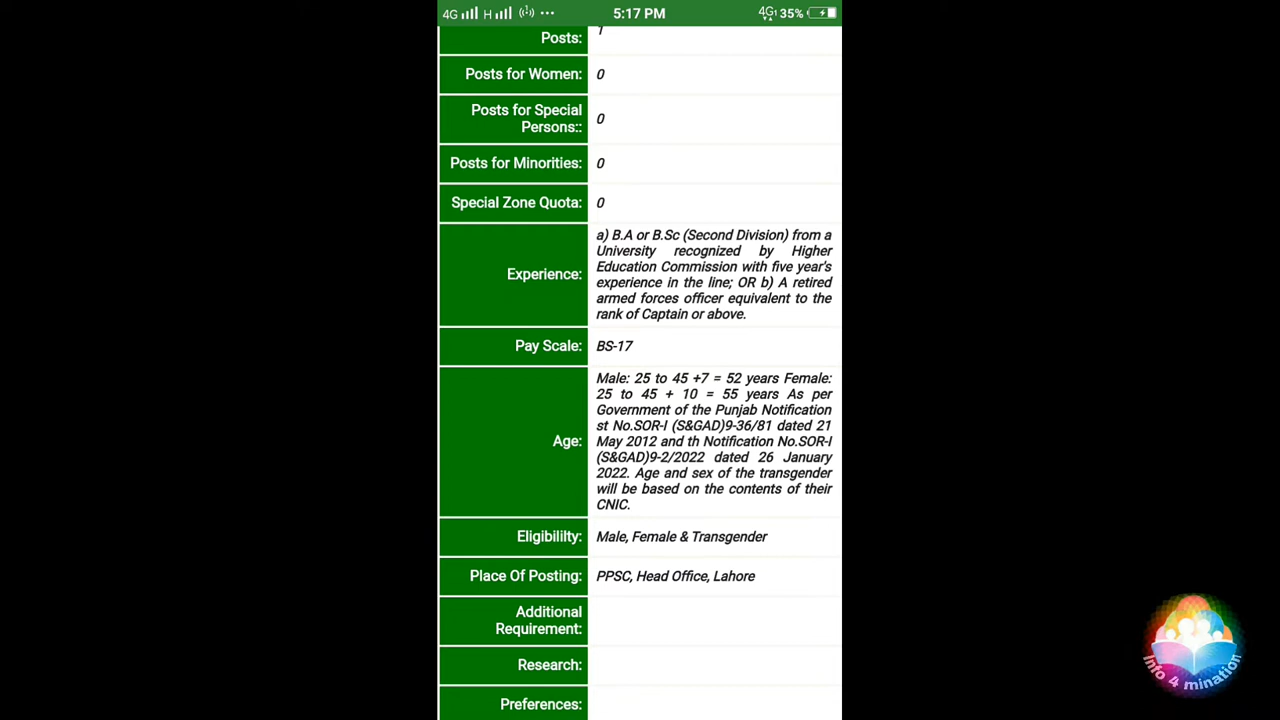 4G H ••• 5:17 PM 4G 35%
Posts: 1
Posts for Women: 0
Posts for Special
Persons:: 0
Posts for Minorities: 0
Special Zone Quota: 0
Experience:
a) B.A or B.Sc (Second Division) from a
University recognized by Higher
Education Commission with five year's
experience in the line; OR b) A retired
armed forces officer equivalent to the
rank of Captain or above.
Pay Scale: BS-17
Age:
Male: 25 to 45 +7 = 52 years Female:
25 to 45 + 10 = 55 years As per
Government of the Punjab Notification
st No.SOR-I (S&GAD)9-36/81 dated 21
May 2012 and th Notification No.SOR-I
(S&GAD)9-2/2022 dated 26 January
2022. Age and sex of the transgender
will be based on the contents of their
CNIC.
Eligibililty: Male, Female & Transgender
Place Of Posting: PPSC, Head Office, Lahore
Additional
Requirement:
Research:
Preferences:
Info 4 mination